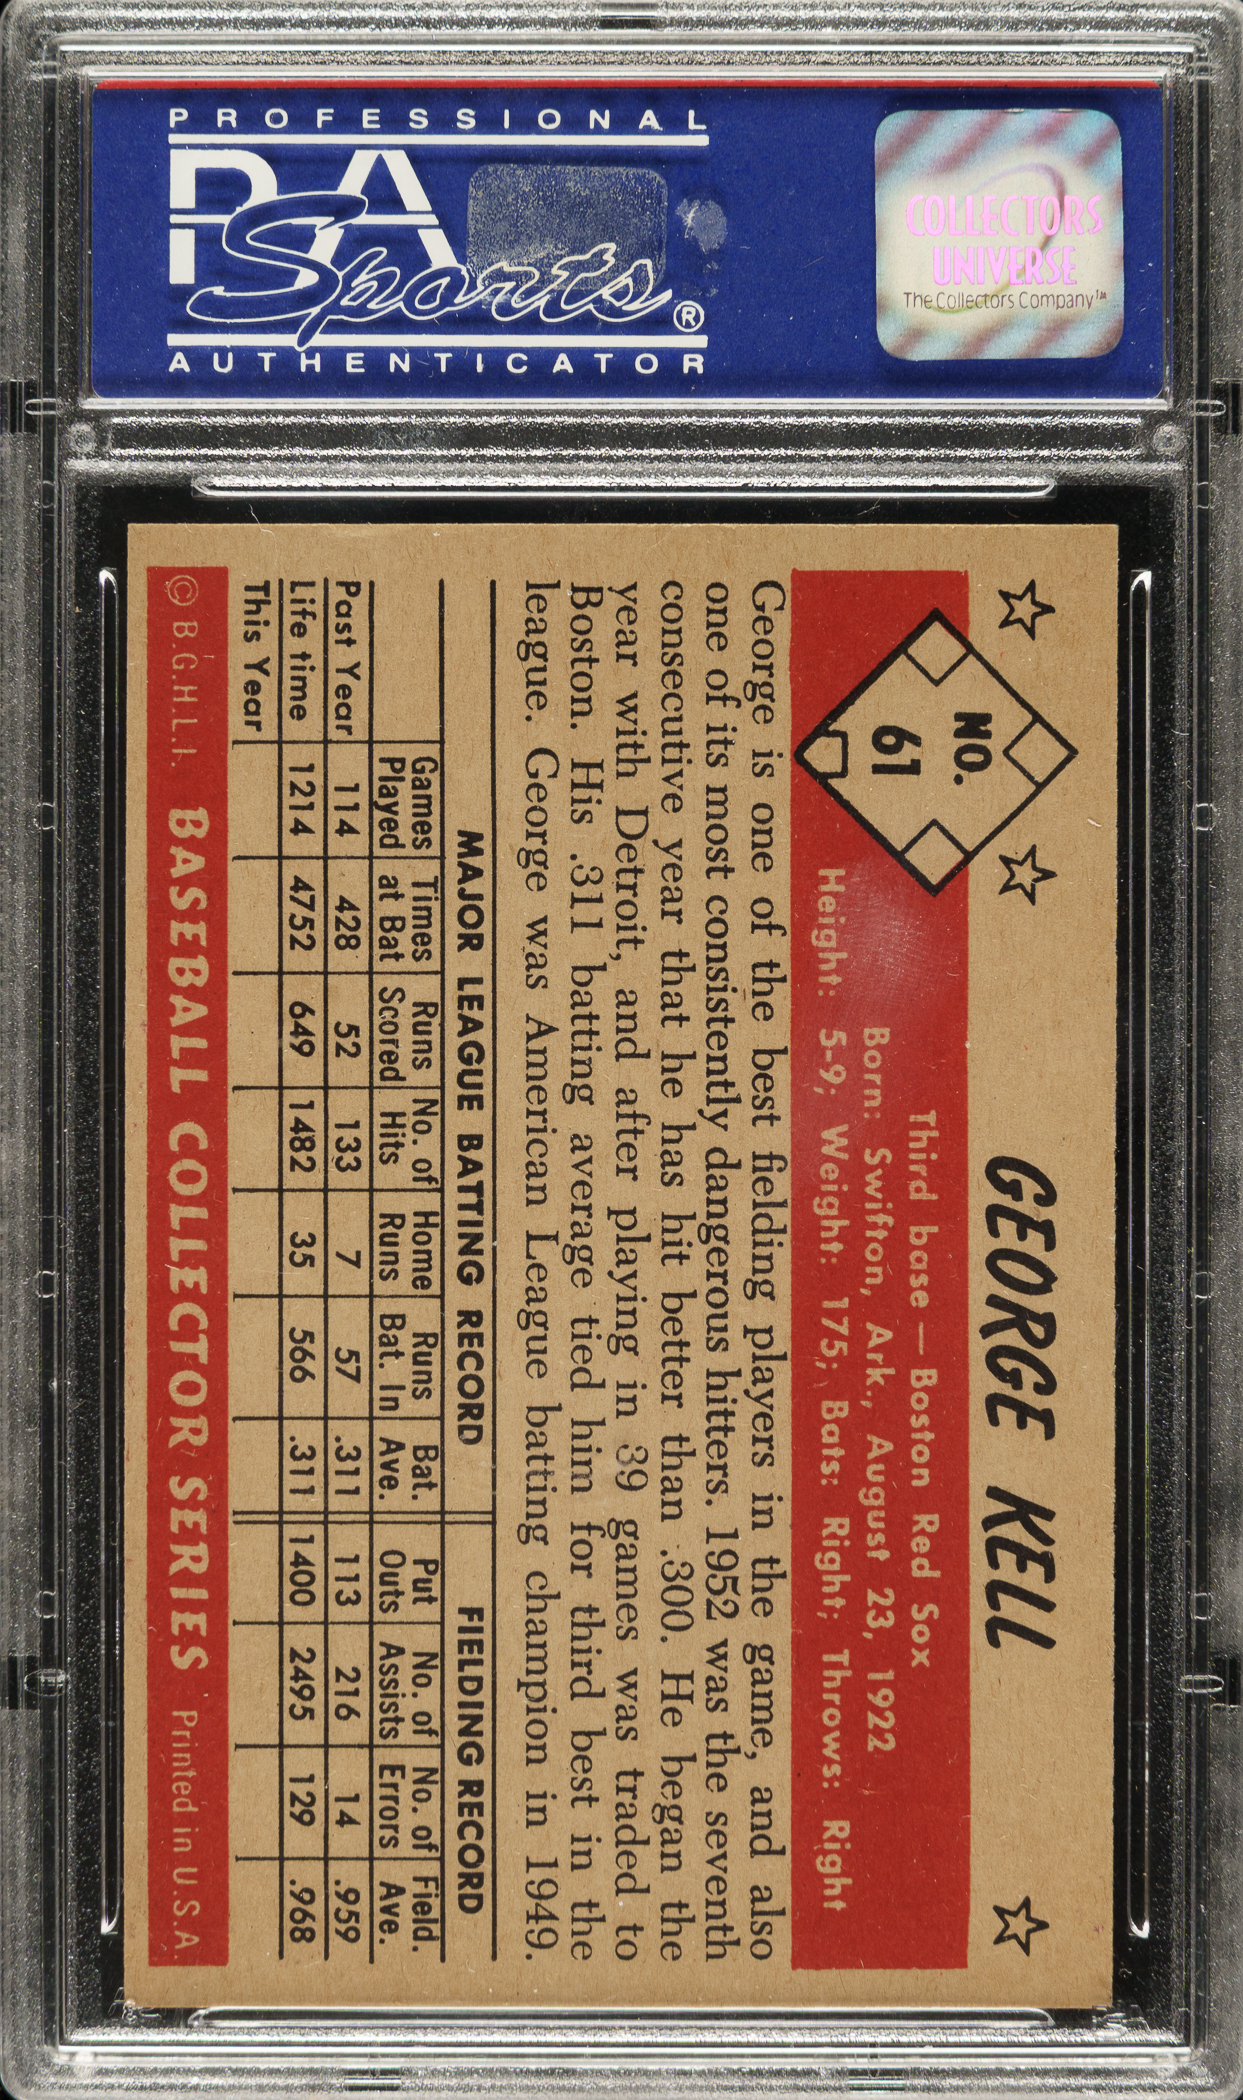 PROFESSIONAL
PSA
Sports®
AUTHENTICATOR
COLLECTORS
UNIVERSE
The Collectors Company™
NO.
61
GEORGE KELL
Third base — Boston Red Sox
Born: Swifton, Ark., August 23, 1922
Height: 5-9; Weight: 175; Bats: Right; Throws: Right
George is one of the best fielding players in the game, and also
one of its most consistently dangerous hitters. 1952 was the seventh
consecutive year that he has hit better than .300. He began the
year with Detroit, and after playing in 39 games was traded to
Boston. His .311 batting average tied him for third best in the
league. George was American League batting champion in 1949.
MAJOR LEAGUE BATTING RECORD FIELDING RECORD
Games Times Runs No. of Home Runs Bat. Put No. of No. of Field.
Played at Bat Scored Hits Runs Bat. In Ave. Outs Assists Errors Ave.
Past Year 114 428 52 133 7 57 .311 113 216 14 .959
Life time 1214 4752 649 1482 35 566 .311 1400 2495 129 .968
This Year
© B.G.H.L.I. BASEBALL COLLECTOR SERIES Printed in U.S.A.